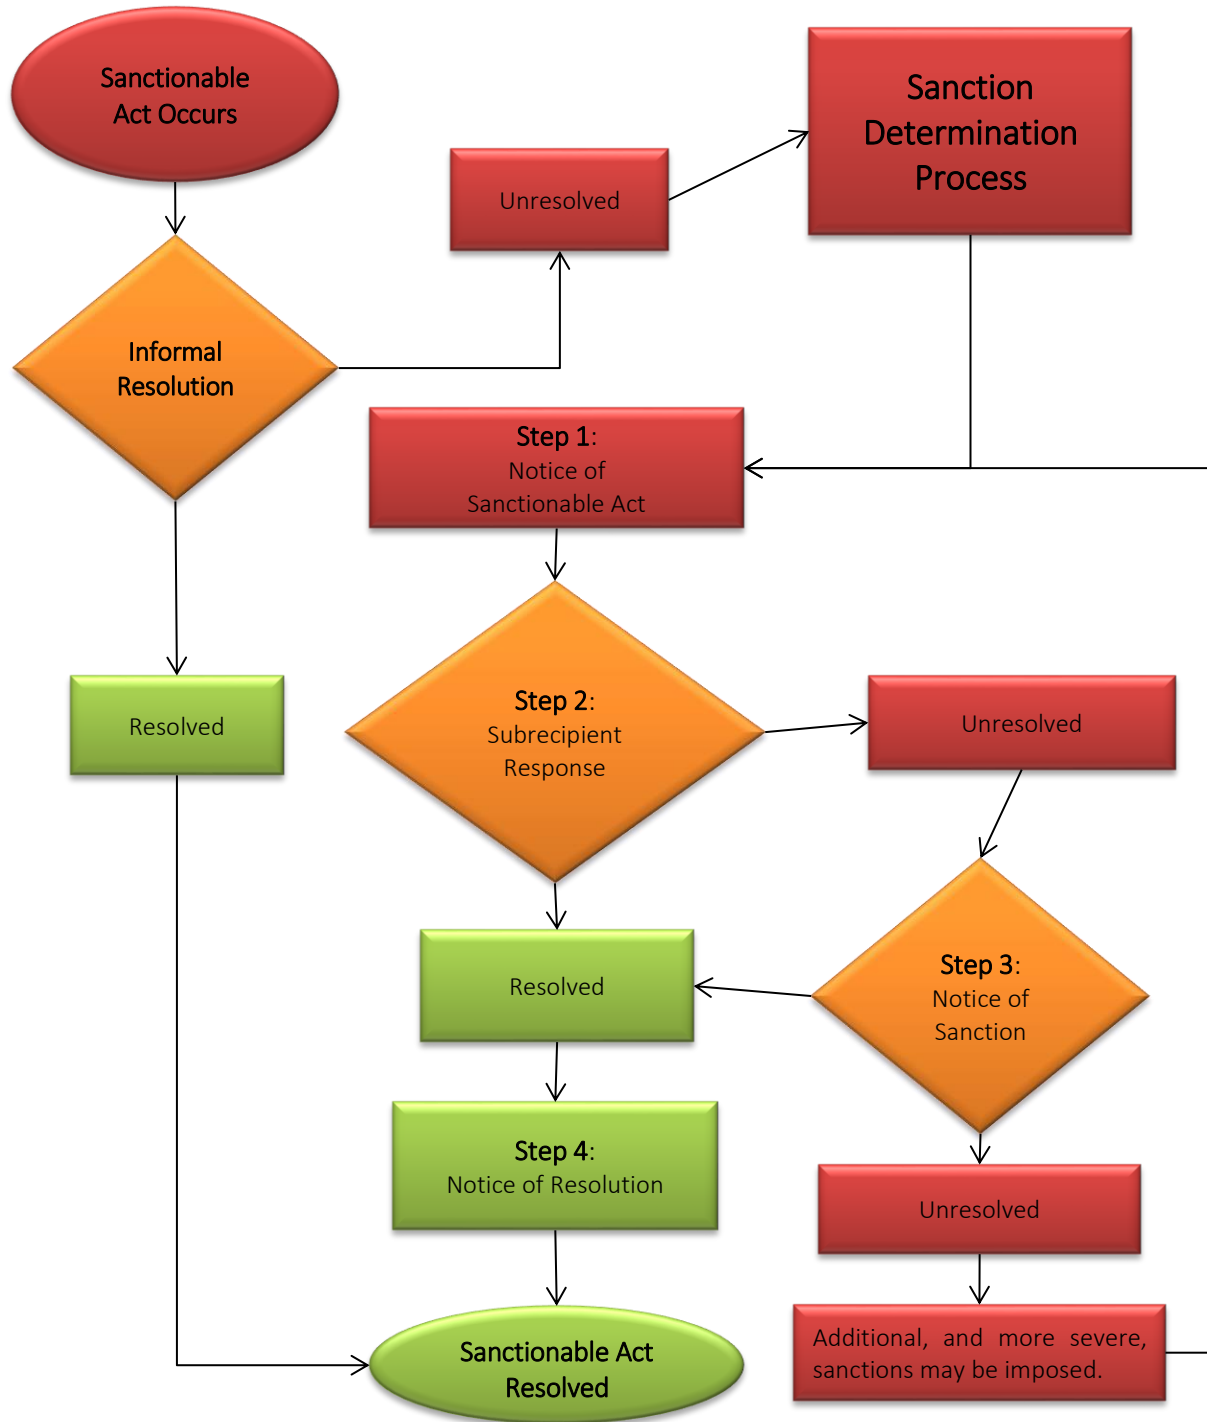 Sanctionable
Act Occurs
Sanction
Determination
Process
Unresolved
Informal
Resolution
Step 1:
Notice of
Sanctionable Act
Step 2:
Subrecipient
Response
Resolved
Unresolved
Resolved
Step 3:
Notice of
Sanction
Step 4:
Notice of Resolution
Unresolved
Additional, and more severe,
sanctions may be imposed.
Sanctionable Act
Resolved